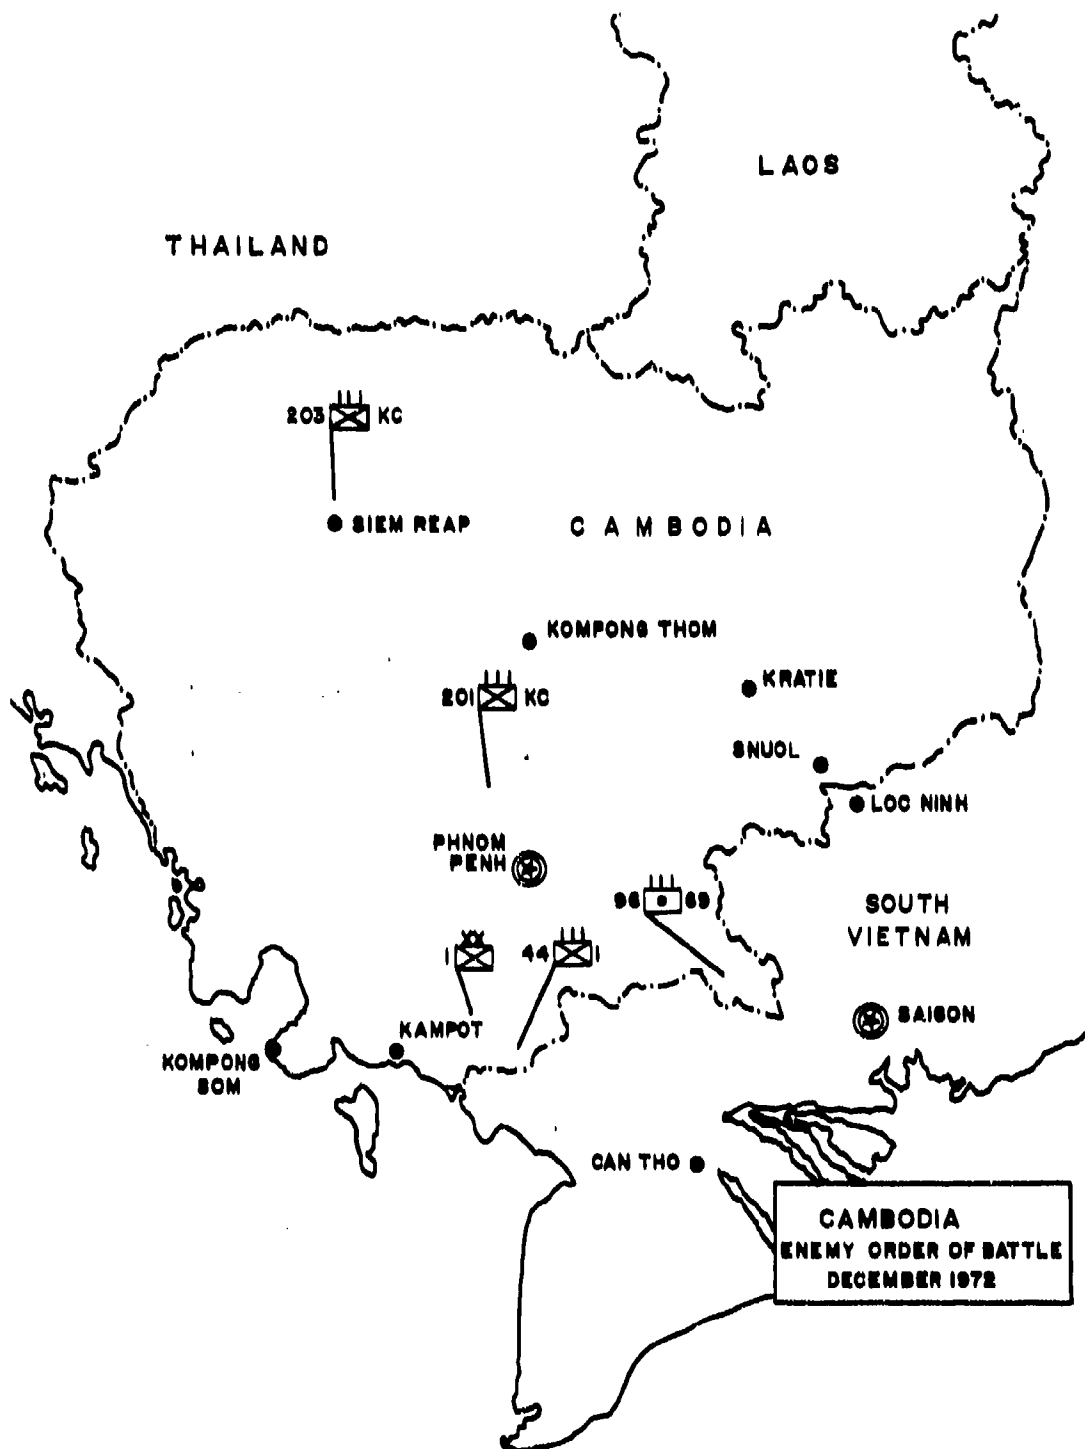 LAOS
THAILAND
203 KC
SIEM REAP
CAMBODIA
KOMPONG THOM
201 KC
KRATIE
SNUOL
LOC NINH
PHNOM
PENH
96 69
SOUTH
VIETNAM
1
44 1
SAIGON
KAMPOT
KOMPONG
SOM
CAN THO
CAMBODIA
ENEMY ORDER OF BATTLE
DECEMBER 1972